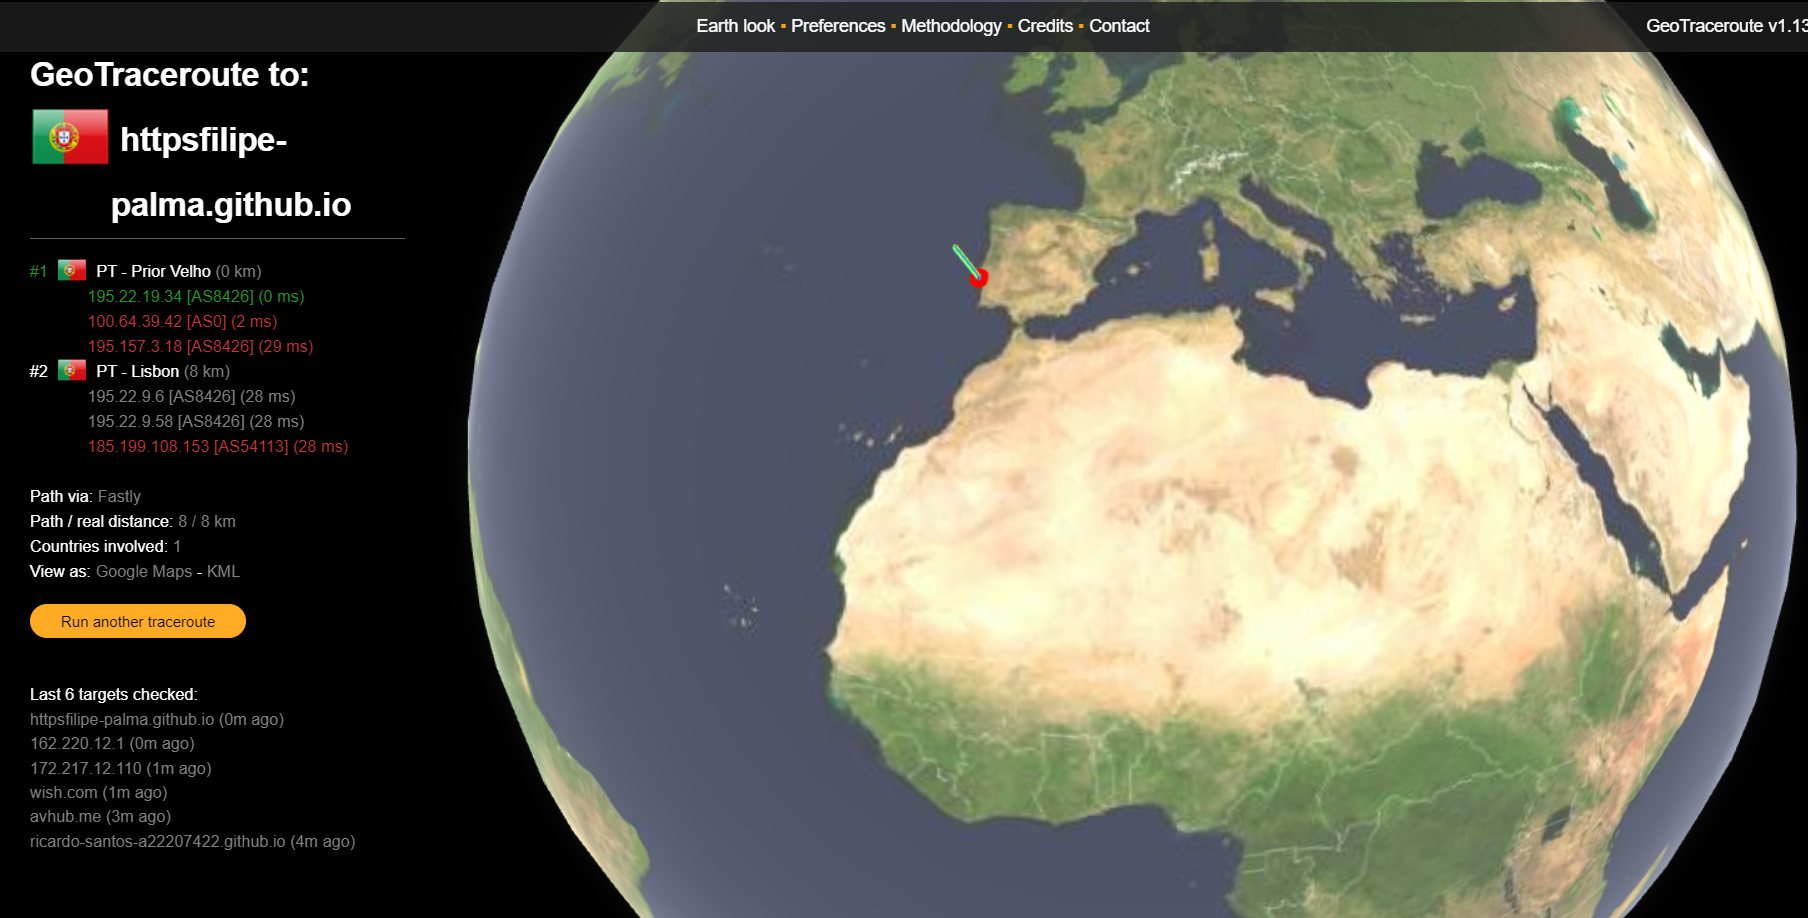 Earth look ▪ Preferences ▪ Methodology ▪ Credits ▪ Contact
GeoTraceroute v1.13
GeoTraceroute to:
httpsfilipe-
palma.github.io
#1 PT - Prior Velho (0 km)
195.22.19.34 [AS8426] (0 ms)
100.64.39.42 [AS0] (2 ms)
195.157.3.18 [AS8426] (29 ms)
#2 PT - Lisbon (8 km)
195.22.9.6 [AS8426] (28 ms)
195.22.9.58 [AS8426] (28 ms)
185.199.108.153 [AS54113] (28 ms)
Path via: Fastly
Path / real distance: 8 / 8 km
Countries involved: 1
View as: Google Maps - KML
Run another traceroute
Last 6 targets checked:
httpsfilipe-palma.github.io (0m ago)
162.220.12.1 (0m ago)
172.217.12.110 (1m ago)
wish.com (1m ago)
avhub.me (3m ago)
ricardo-santos-a22207422.github.io (4m ago)